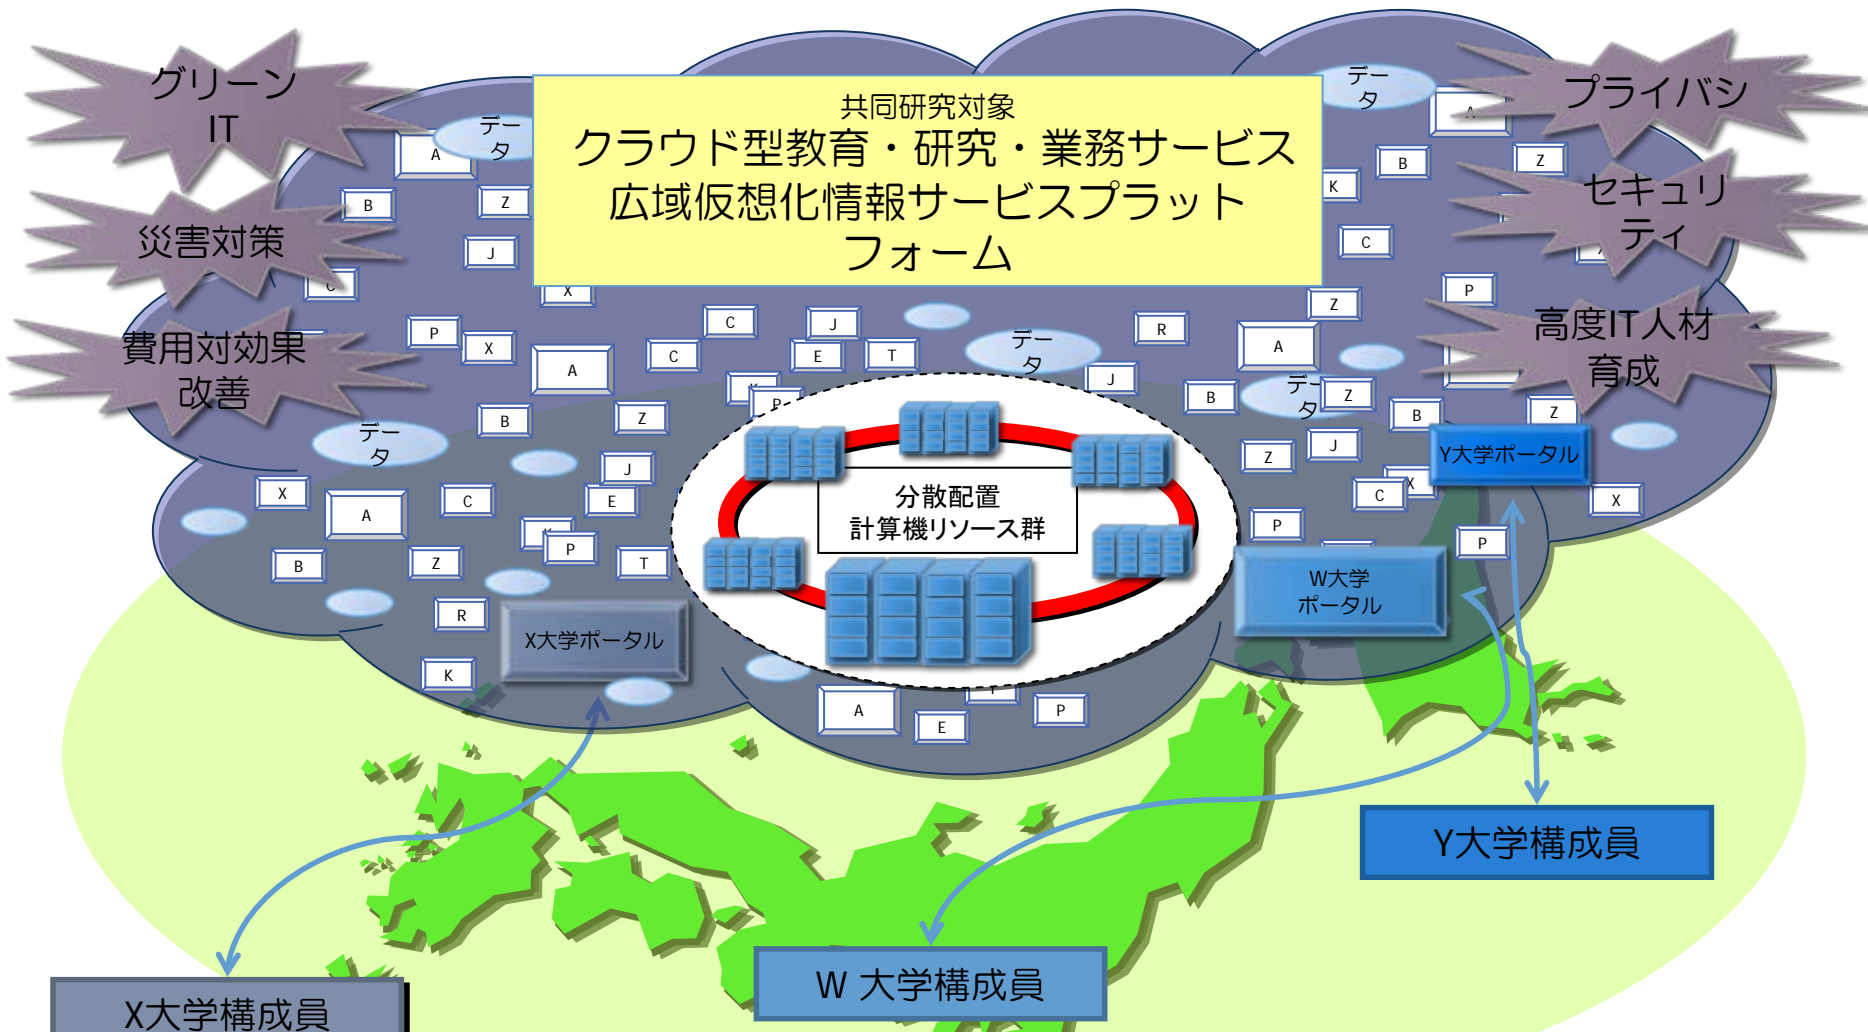 グリーン
IT
災害対策
費用対効果
改善
共同研究対象
クラウド型教育・研究・業務サービス
広域仮想化情報サービスプラット
フォーム
プライバシ
セキュリ
ティ
高度IT人材
育成
デー
タ
A
B
Z
J
C
X
デー
タ
A
B
Z
K
C
Z
P
P
X
A
C
C
J
E
T
B
Z
K
P
デー
タ
デー
タ
R
A
J
B
デー
タ
Z
B
Z
J
Z
X
C
P
X
P
X
A
C
J
E
K
P
T
B
Z
R
K
分散配置
計算機リソース群
Y大学ポータル
W大学
ポータル
X大学ポータル
A
E
P
T
Y大学構成員
W 大学構成員
X大学構成員